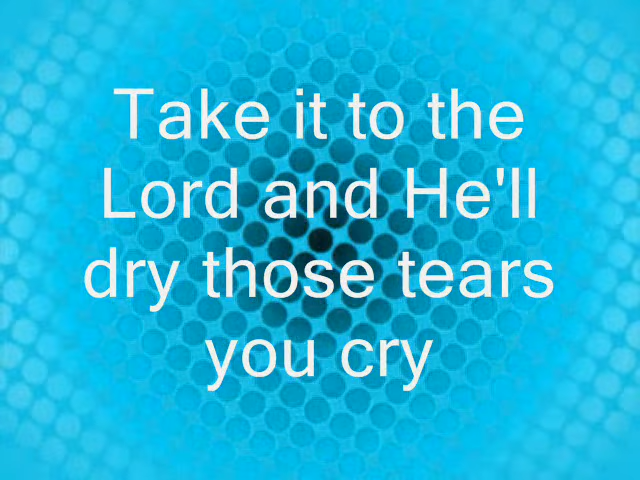 Take it to the
Lord and He'll
dry those tears
you cry